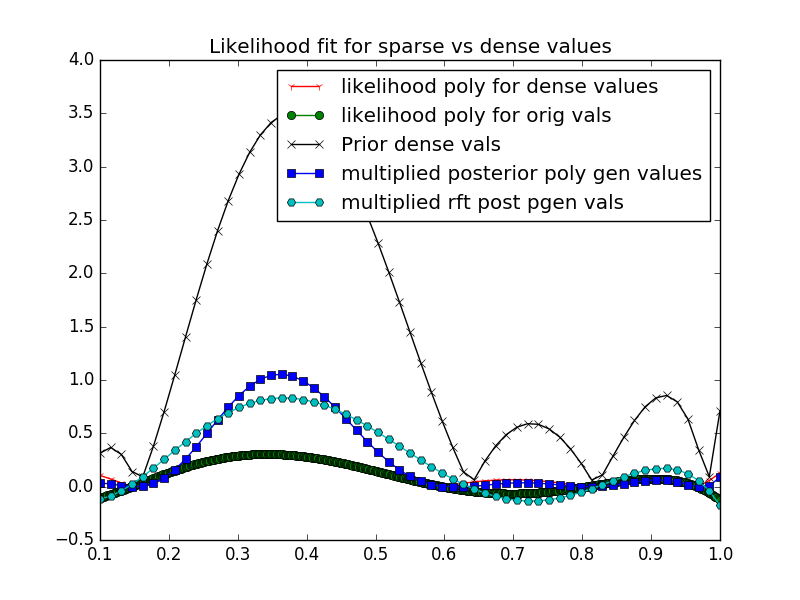 Likelihood fit for sparse vs dense values
likelihood poly for dense values
likelihood poly for orig vals
Prior dense vals
multiplied posterior poly gen values
multiplied rft post pgen vals
4.0
3.5
3.0
2.5
2.0
1.5
1.0
0.5
0.0
−0.5
0.1 0.2 0.3 0.4 0.5 0.6 0.7 0.8 0.9 1.0